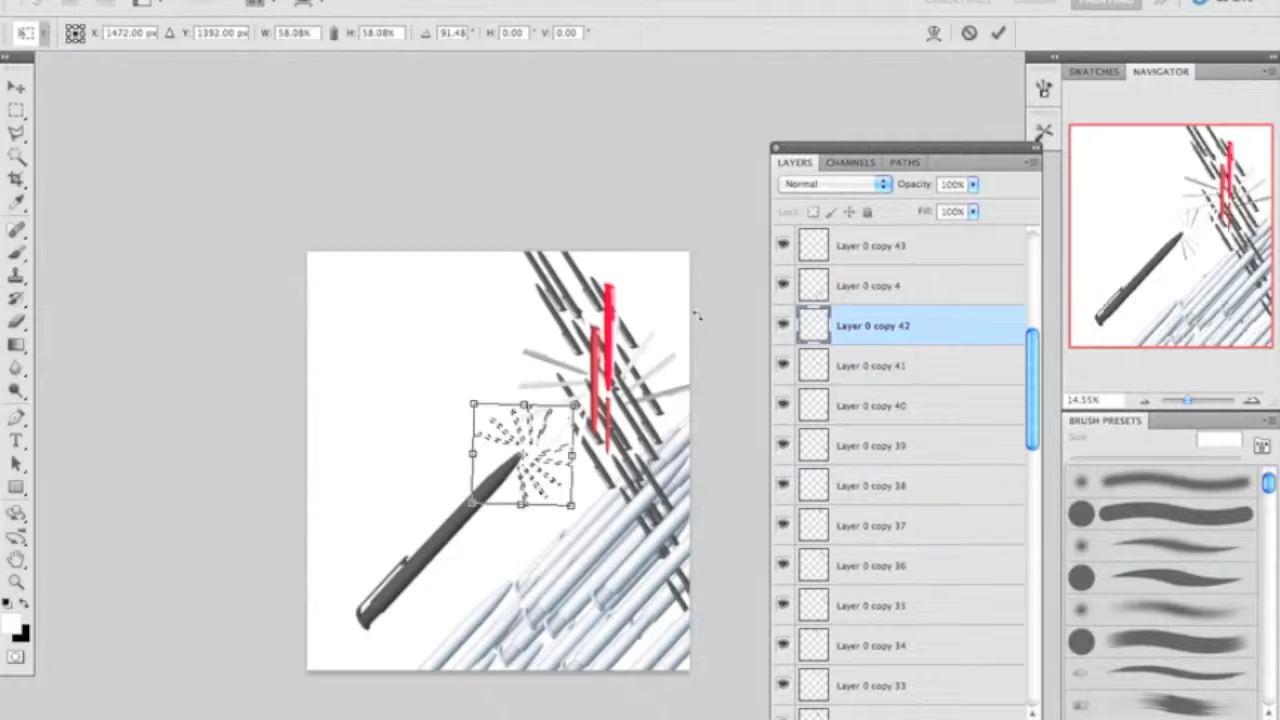 X: 1472.00 px Y: 1392.00 px W: 58.08% H: 58.08% 91.48 ° H: 0.00 ° V: 0.00 °
SWATCHES NAVIGATOR
LAYERS CHANNELS PATHS
Normal Opacity: 100%
Lock: Fill: 100%
Layer 0 copy 43
Layer 0 copy 4
Layer 0 copy 42
Layer 0 copy 41
Layer 0 copy 40
Layer 0 copy 39
Layer 0 copy 38
Layer 0 copy 37
Layer 0 copy 36
Layer 0 copy 35
Layer 0 copy 34
Layer 0 copy 33
14.55%
BRUSH PRESETS
Size